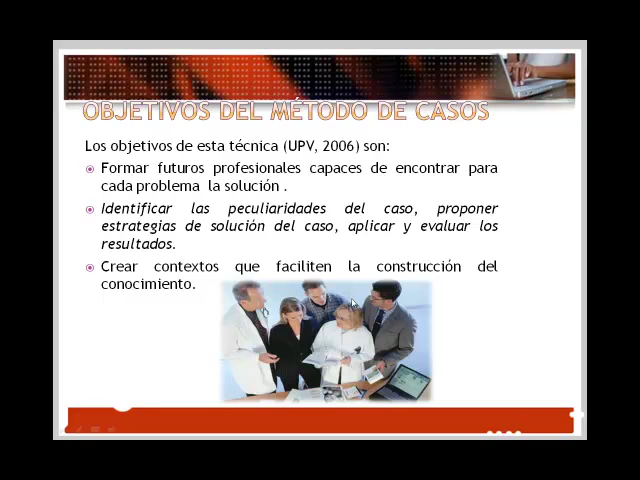 OBJETIVOS DEL MÉTODO DE CASOS
Los objetivos de esta técnica (UPV, 2006) son:
Formar futuros profesionales capaces de encontrar para
cada problema la solución .
Identificar las peculiaridades del caso, proponer
estrategias de solución del caso, aplicar y evaluar los
resultados.
Crear contextos que faciliten la construcción del
conocimiento.